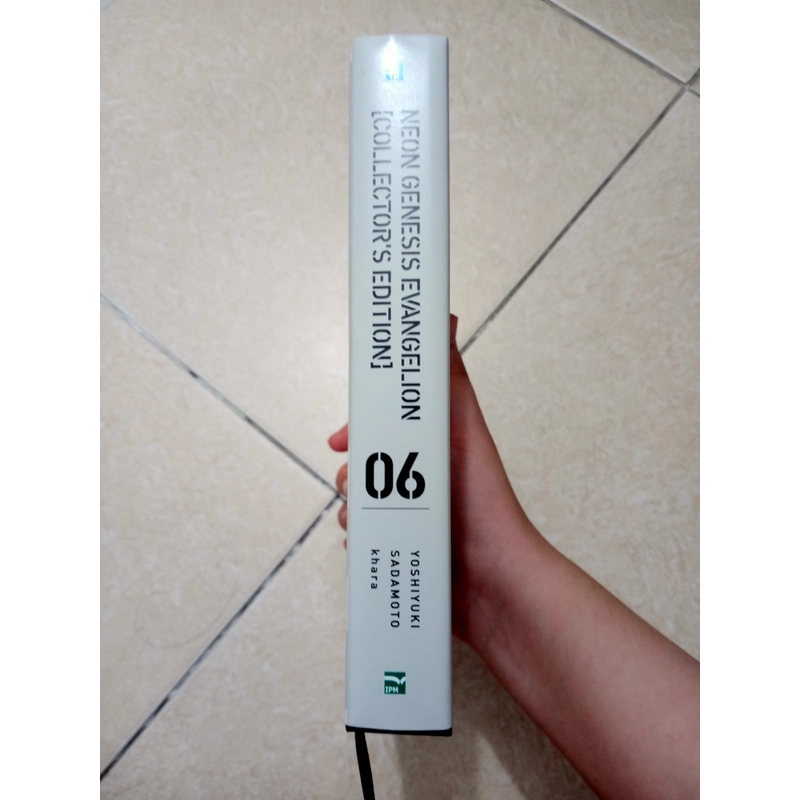 NEON GENESIS EVANGELION
[COLLECTOR'S EDITION]
06
YOSHIYUKI
SADAMOTO
khara
IPM